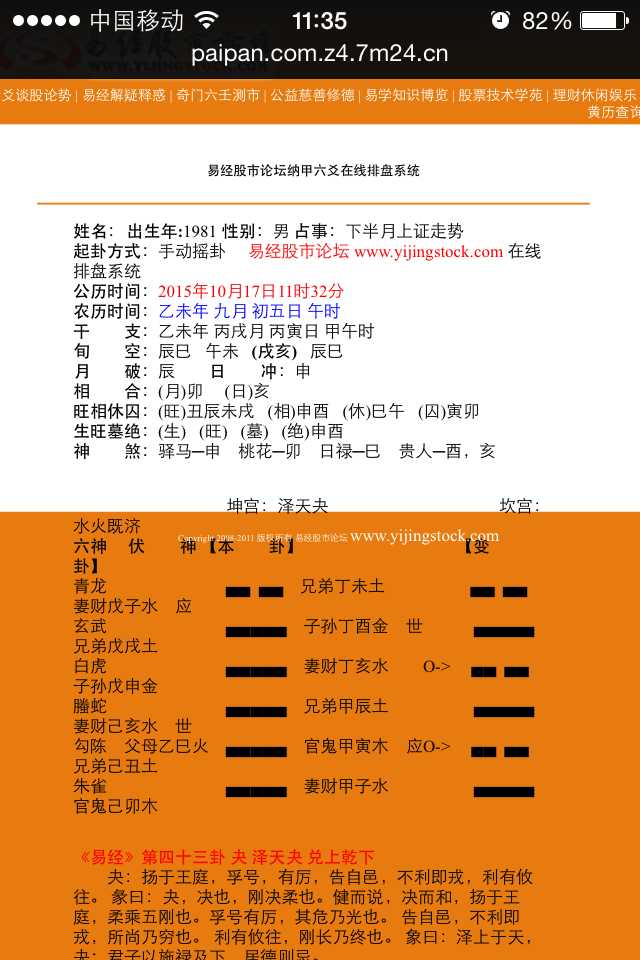 中国移动 11:35 82%
易经股市论坛
WWW.YIJINGSTOCK.COM
paipan.com.z4.7m24.cn
爻谈股论势 | 易经解疑释惑 | 奇门六壬测市 | 公益慈善修德 | 易学知识博览 | 股票技术学苑 | 理财休闲娱乐
黄历查询
易经股市论坛纳甲六爻在线排盘系统
姓名： 出生年:1981 性别：男 占事：下半月上证走势
起卦方式：手动摇卦 易经股市论坛 www.yijingstock.com 在线
排盘系统
公历时间：2015年10月17日11时32分
农历时间：乙未年 九月 初五日 午时
干 支：乙未年 丙戌月 丙寅日 甲午时
旬 空：辰巳 午未 (戌亥) 辰巳
月 破：辰 日 冲：申
相 合：(月)卯 (日)亥
旺相休囚：(旺)丑辰未戌 (相)申酉 (休)巳午 (囚)寅卯
生旺墓绝：(生) (旺) (墓) (绝)申酉
神 煞：驿马─申 桃花─卯 日禄─巳 贵人─酉，亥
坤宫：泽天夬 坎宫：
水火既济
Copyright 2098-2011 版权所有 易经股市论坛 www.yijingstock.com
六神 伏 神 【本 卦】 【变
卦】
青龙 兄弟丁未土
妻财戊子水 应
玄武 子孙丁酉金 世
兄弟戊戌土
白虎 妻财丁亥水 O->
子孙戊申金
螣蛇 兄弟甲辰土
妻财己亥水 世
勾陈 父母乙巳火 官鬼甲寅木 应O->
兄弟己丑土
朱雀 妻财甲子水
官鬼己卯木
《易经》第四十三卦 夬 泽天夬 兑上乾下
夬：扬于王庭，孚号，有厉，告自邑，不利即戎，利有攸
往。 彖曰：夬，决也，刚决柔也。健而说，决而和，扬于王
庭，柔乘五刚也。孚号有厉，其危乃光也。 告自邑，不利即
戎，所尚乃穷也。 利有攸往，刚长乃终也。 象曰：泽上于天，
夬；君子以施禄及下，居德则忌。